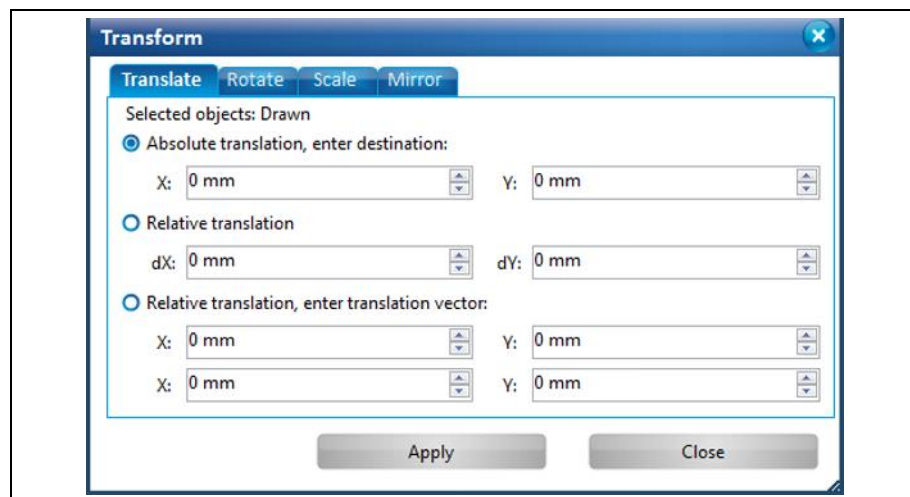 Transform
Translate Rotate Scale Mirror
Selected objects: Drawn
Absolute translation, enter destination:
X: 0 mm Y: 0 mm
Relative translation
dX: 0 mm dY: 0 mm
Relative translation, enter translation vector:
X: 0 mm Y: 0 mm
X: 0 mm Y: 0 mm
Apply Close